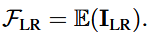 ℱ_LR = 𝔼(𝐈_LR).